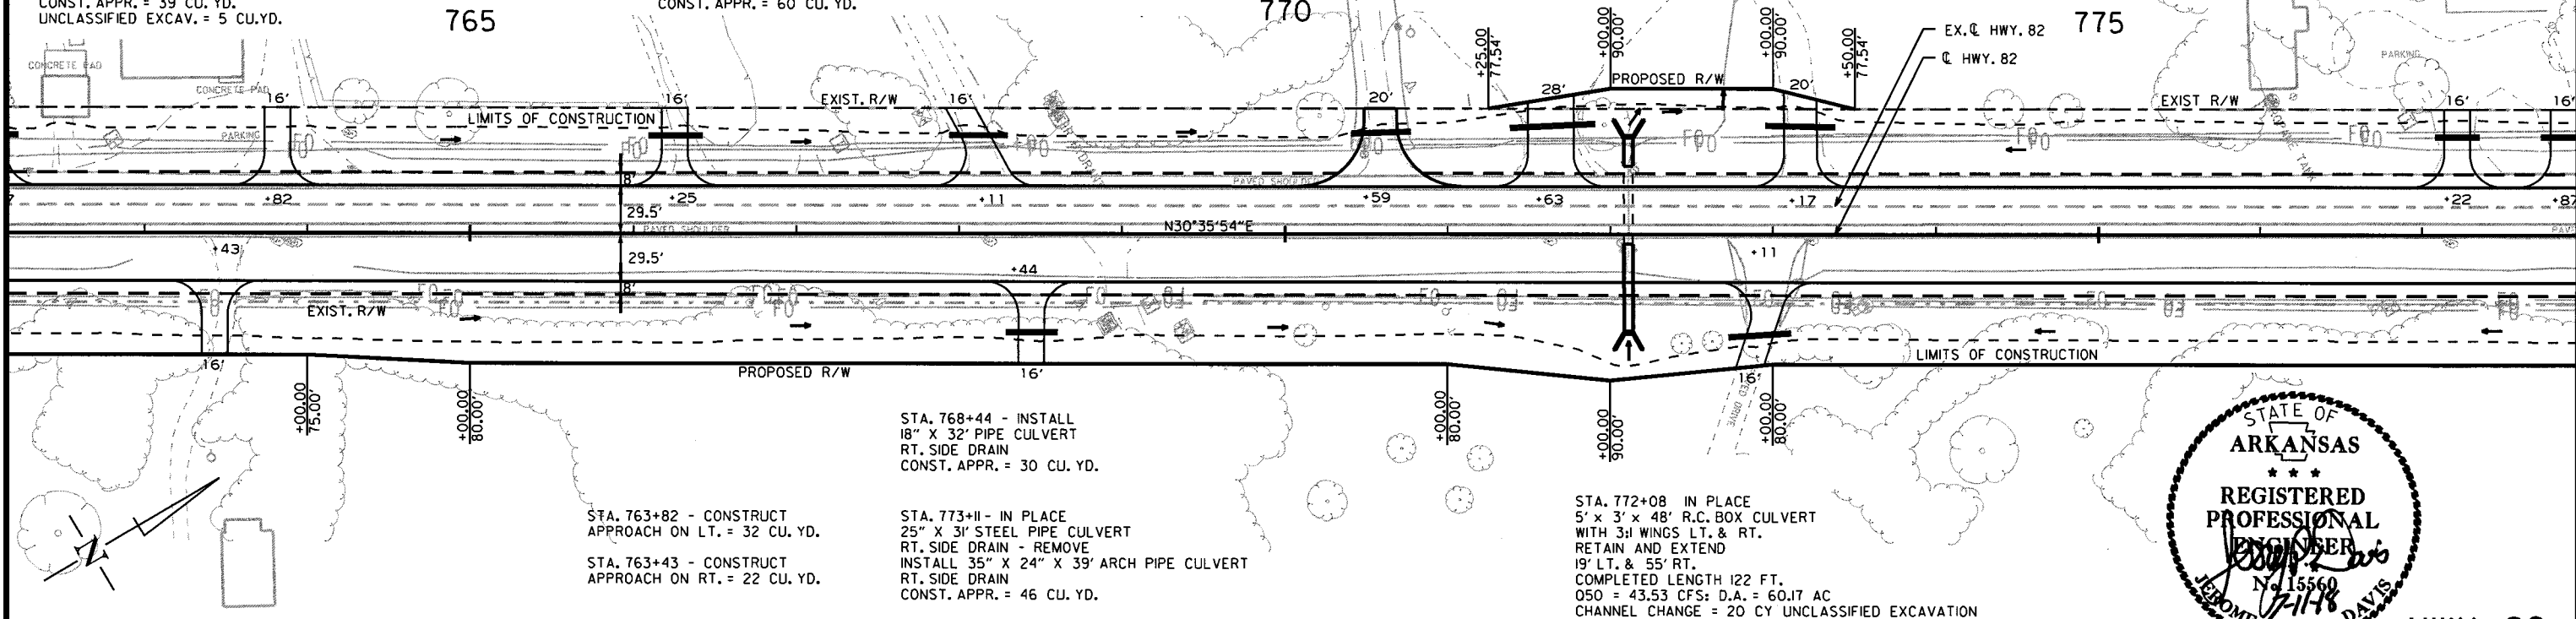 CONST. APPR. = 39 CU. YD.
UNCLASSIFIED EXCAV. = 5 CU.YD.
CONST. APPR. = 60 CU. YD.
765
770
775
+25.00
77.54'
+00.00
90.00'
+00.00
90.00'
+50.00
77.54'
EX. ℄ HWY. 82
℄ HWY. 82
CONCRETE PAD
CONCRETE PAD
PARKING
PARKING
PROPOSED R/W
16'
16'
EXIST. R/W
16'
20'
28'
20'
EXIST R/W
16'
16'
LIMITS OF CONSTRUCTION
PROPANE TANK
8'
PAVED SHOULDER
+82
+25
+11
+59
+63
+17
+22
+87
29.5'
PAVED SHOULDER
N30°35'54"E
+43
29.5'
+44
+11
8'
EXIST. R/W
LIMITS OF CONSTRUCTION
16'
PROPOSED R/W
16'
16'
+00.00
75.00'
+00.00
80.00'
+00.00
80.00'
+00.00
90.00'
+00.00
80.00'
N
STA. 768+44 - INSTALL
18" X 32' PIPE CULVERT
RT. SIDE DRAIN
CONST. APPR. = 30 CU. YD.
STA. 763+82 - CONSTRUCT
APPROACH ON LT. = 32 CU. YD.
STA. 763+43 - CONSTRUCT
APPROACH ON RT. = 22 CU. YD.
STA. 773+11 - IN PLACE
25" X 31' STEEL PIPE CULVERT
RT. SIDE DRAIN - REMOVE
INSTALL 35" X 24" X 39' ARCH PIPE CULVERT
RT. SIDE DRAIN
CONST. APPR. = 46 CU. YD.
STA. 772+08 IN PLACE
5' x 3' x 48' R.C. BOX CULVERT
WITH 3:1 WINGS LT. & RT.
RETAIN AND EXTEND
19' LT. & 55' RT.
COMPLETED LENGTH 122 FT.
Q50 = 43.53 CFS: D.A. = 60.17 AC
CHANNEL CHANGE = 20 CY UNCLASSIFIED EXCAVATION
STATE OF
ARKANSAS
★ ★ ★
REGISTERED
PROFESSIONAL
ENGINEER
No. 15560
7-11-18
JEROME DAVIS